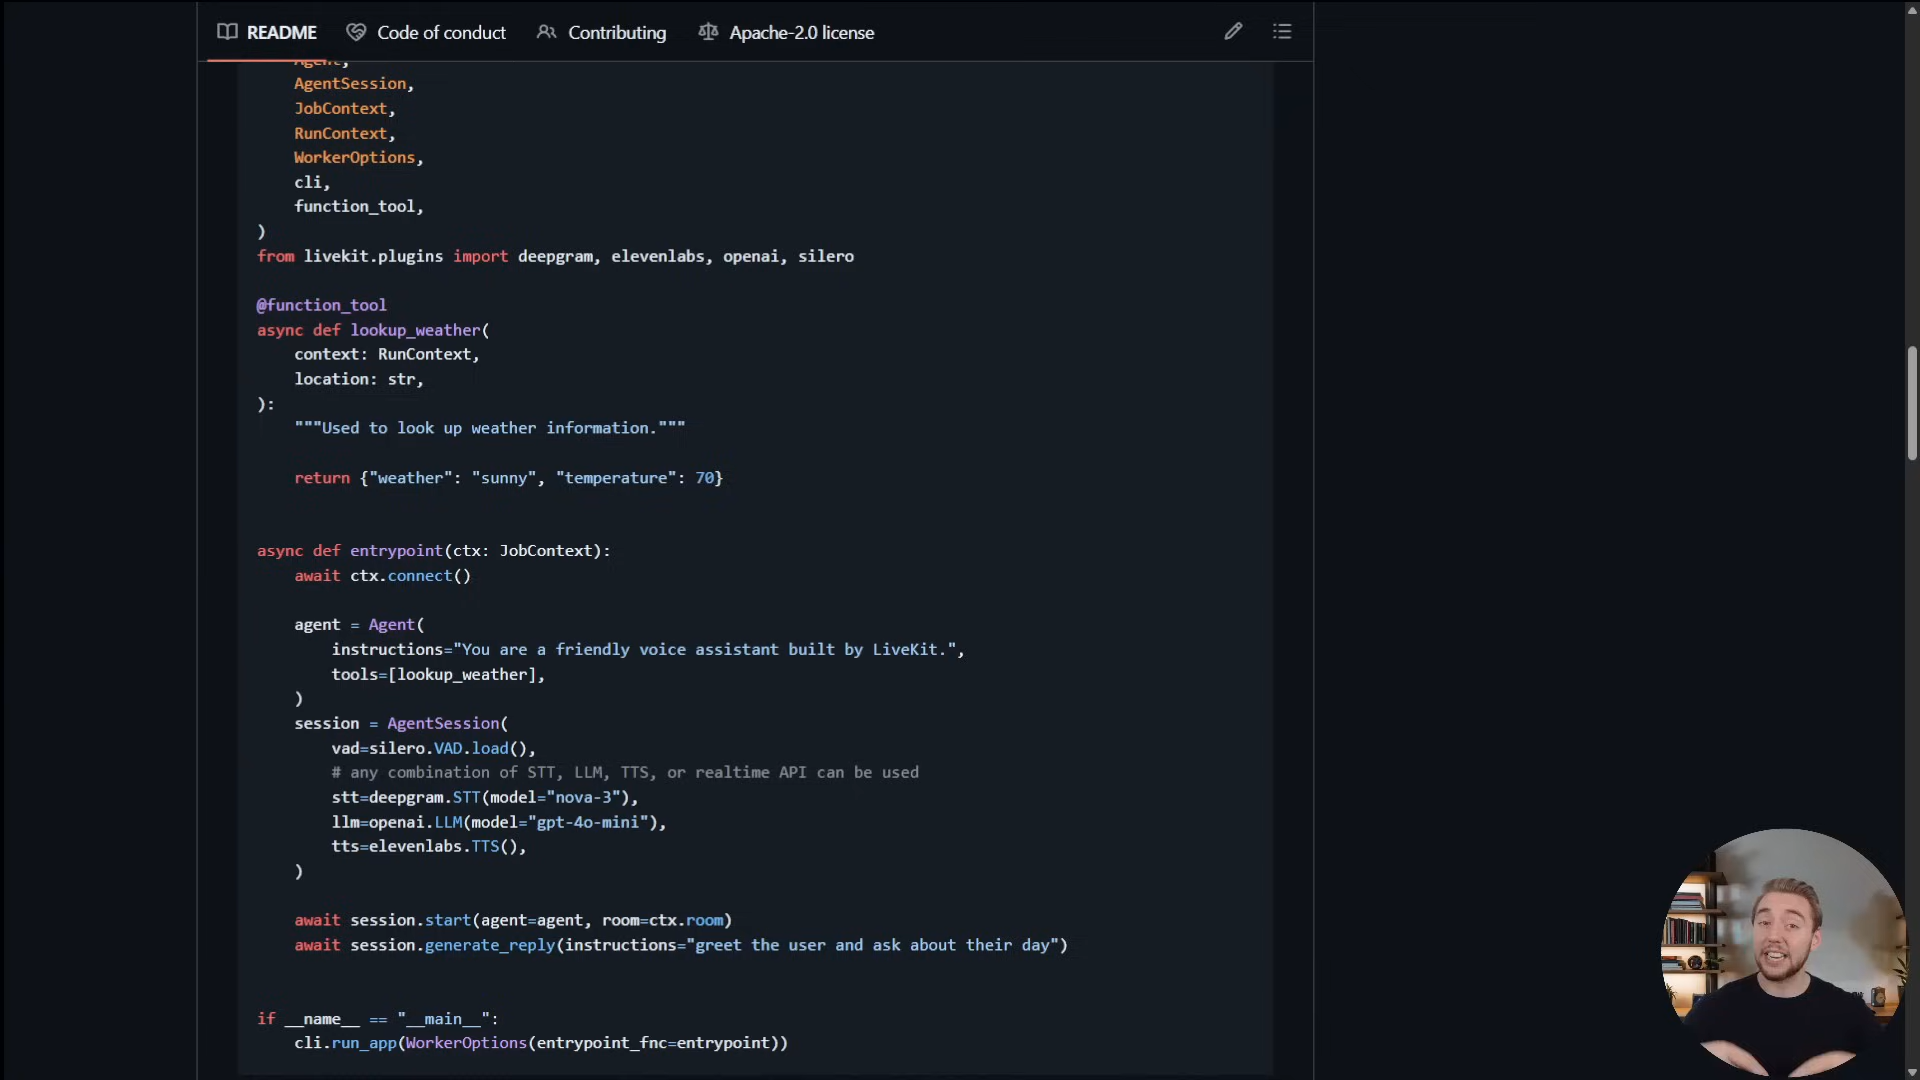 README
Code of conduct
Contributing
Apache-2.0 license
Agent,
AgentSession,
JobContext,
RunContext,
WorkerOptions,
cli,
function_tool,
)
from livekit.plugins import deepgram, elevenlabs, openai, silero
@function_tool
async def lookup_weather(
context: RunContext,
location: str,
):
"""Used to look up weather information."""
return {"weather": "sunny", "temperature": 70}
async def entrypoint(ctx: JobContext):
await ctx.connect()
agent = Agent(
instructions="You are a friendly voice assistant built by LiveKit.",
tools=[lookup_weather],
)
session = AgentSession(
vad=silero.VAD.load(),
# any combination of STT, LLM, TTS, or realtime API can be used
stt=deepgram.STT(model="nova-3"),
llm=openai.LLM(model="gpt-4o-mini"),
tts=elevenlabs.TTS(),
)
await session.start(agent=agent, room=ctx.room)
await session.generate_reply(instructions="greet the user and ask about their day")
if __name__ == "__main__":
cli.run_app(WorkerOptions(entrypoint_fnc=entrypoint))